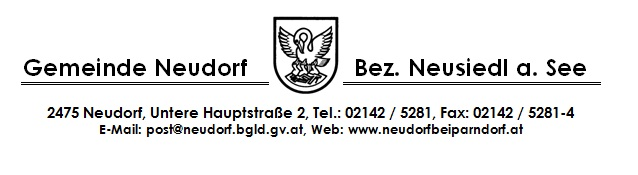 Gemeinde Neudorf Bez. Neusiedl a. See
2475 Neudorf, Untere Hauptstraße 2, Tel.: 02142 / 5281, Fax: 02142 / 5281-4
E-Mail: post@neudorf.bgld.gv.at, Web: www.neudorfbeiparndorf.at